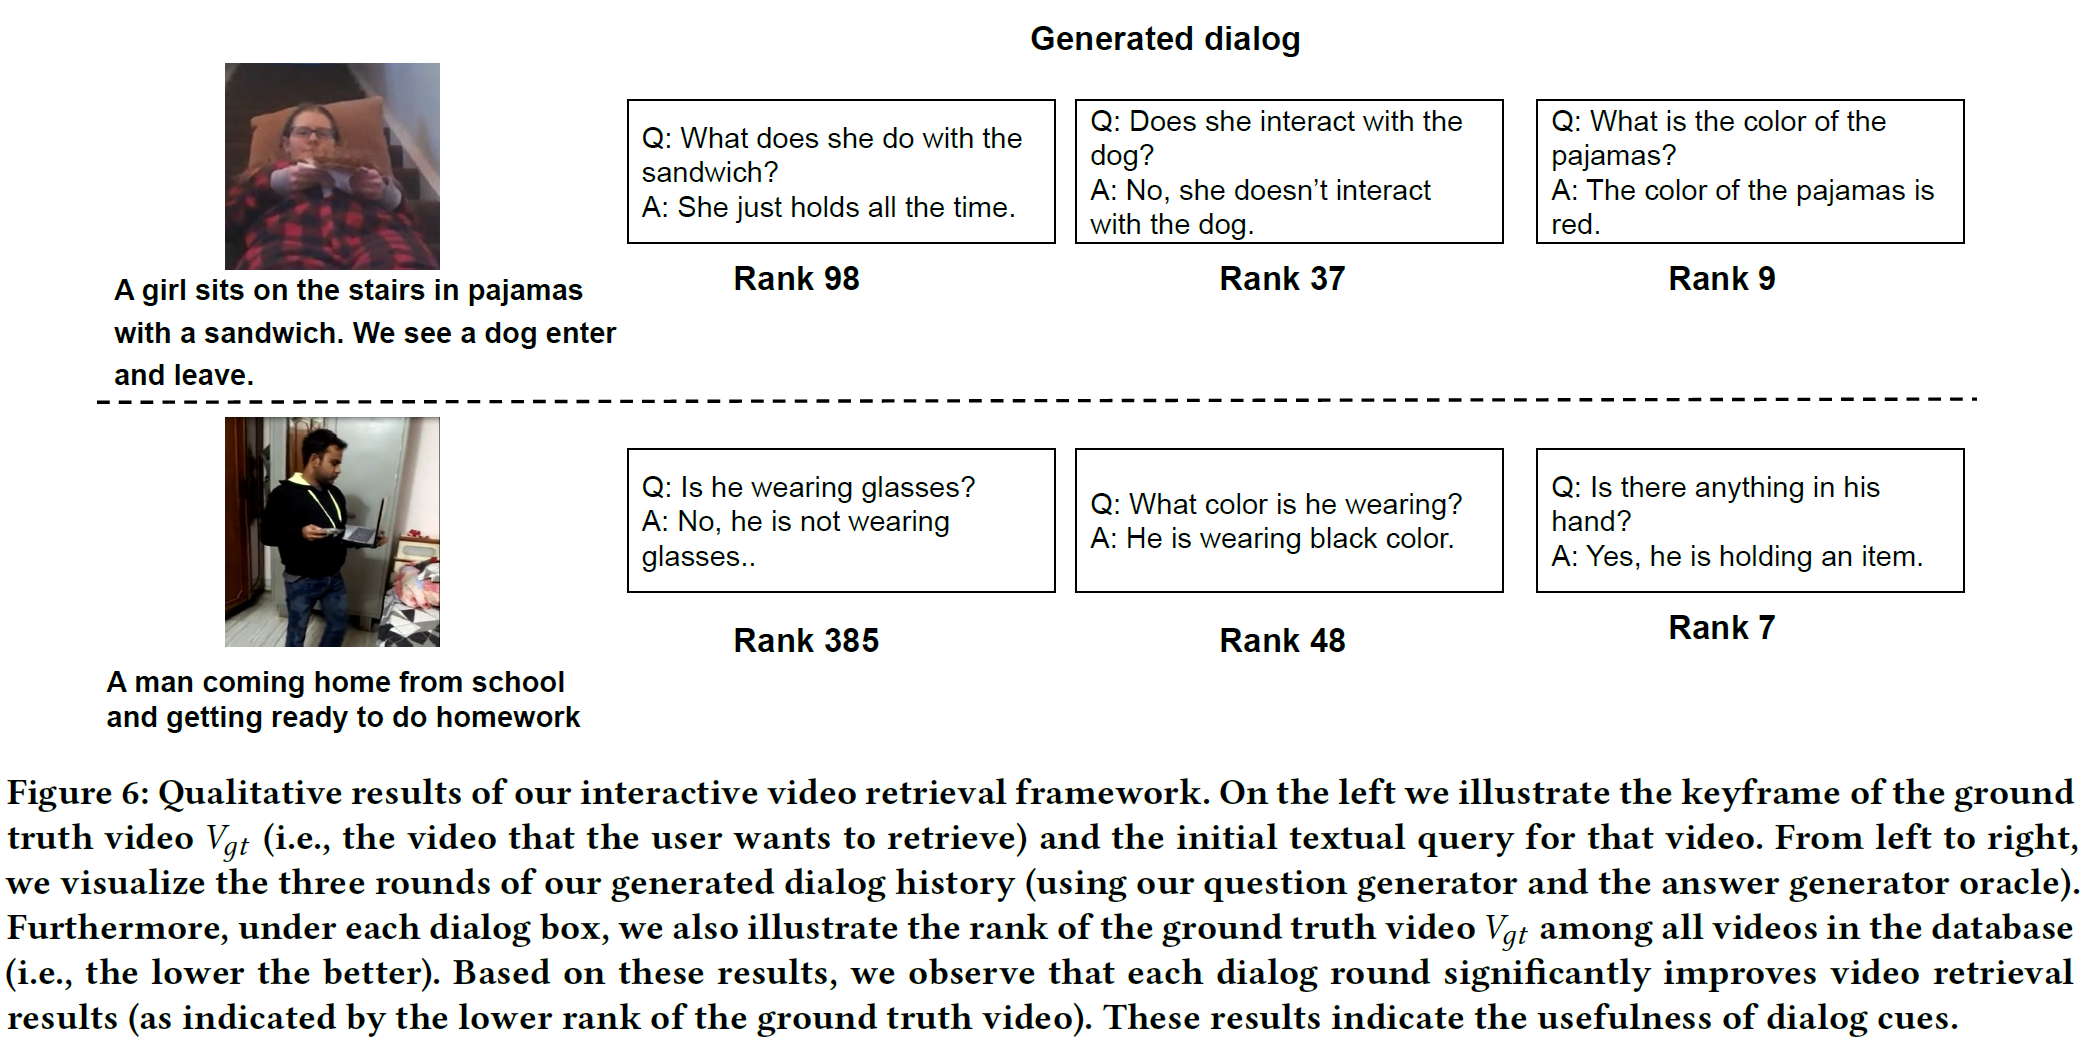 Generated dialog
Q: What does she do with the
sandwich?
A: She just holds all the time.
Rank 98
Q: Does she interact with the
dog?
A: No, she doesn't interact
with the dog.
Rank 37
Q: What is the color of the
pajamas?
A: The color of the pajamas is
red.
Rank 9
A girl sits on the stairs in pajamas
with a sandwich. We see a dog enter
and leave.
Q: Is he wearing glasses?
A: No, he is not wearing
glasses..
Rank 385
Q: What color is he wearing?
A: He is wearing black color.
Rank 48
Q: Is there anything in his
hand?
A: Yes, he is holding an item.
Rank 7
A man coming home from school
and getting ready to do homework
Figure 6: Qualitative results of our interactive video retrieval framework. On the left we illustrate the keyframe of the ground
truth video V_gt (i.e., the video that the user wants to retrieve) and the initial textual query for that video. From left to right,
we visualize the three rounds of our generated dialog history (using our question generator and the answer generator oracle).
Furthermore, under each dialog box, we also illustrate the rank of the ground truth video V_gt among all videos in the database
(i.e., the lower the better). Based on these results, we observe that each dialog round significantly improves video retrieval
results (as indicated by the lower rank of the ground truth video). These results indicate the usefulness of dialog cues.